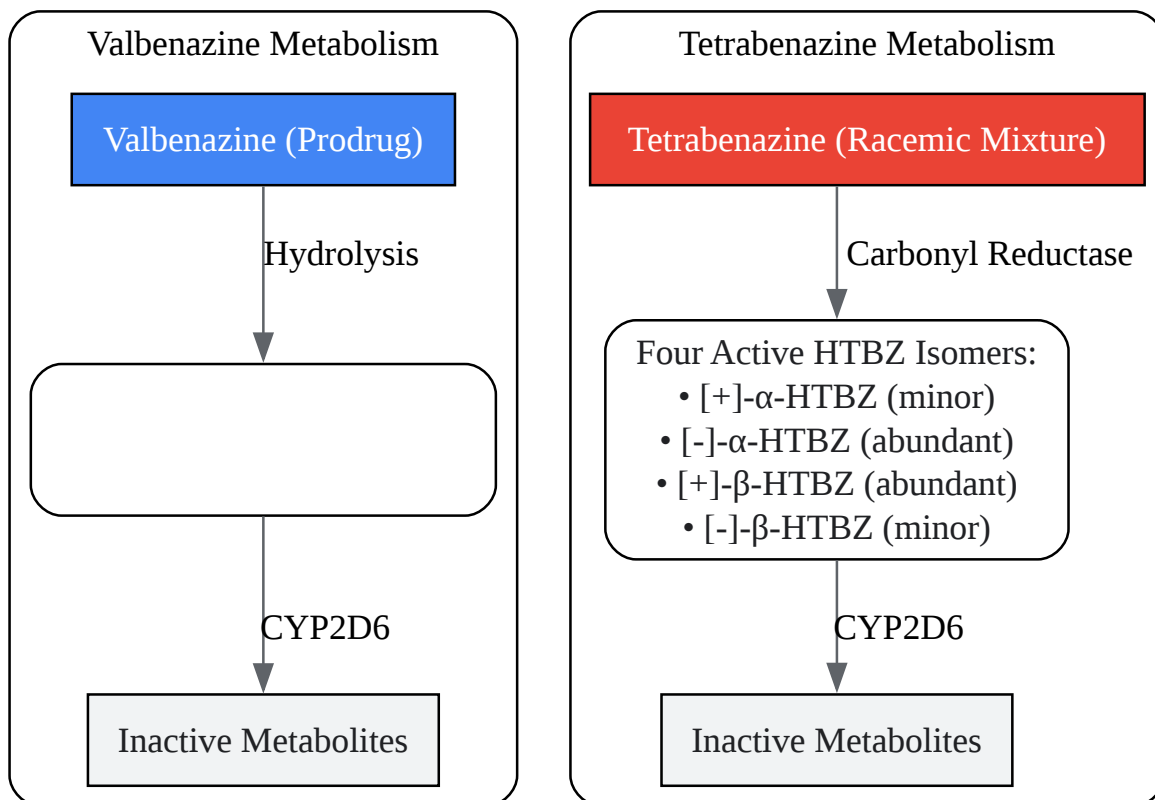 Valbenazine Metabolism
Valbenazine (Prodrug)
Hydrolysis
CYP2D6
Inactive Metabolites
Tetrabenazine Metabolism
Tetrabenazine (Racemic Mixture)
Carbonyl Reductase
Four Active HTBZ Isomers:
• [+]-α-HTBZ (minor)
• [-]-α-HTBZ (abundant)
• [+]-β-HTBZ (abundant)
• [-]-β-HTBZ (minor)
CYP2D6
Inactive Metabolites